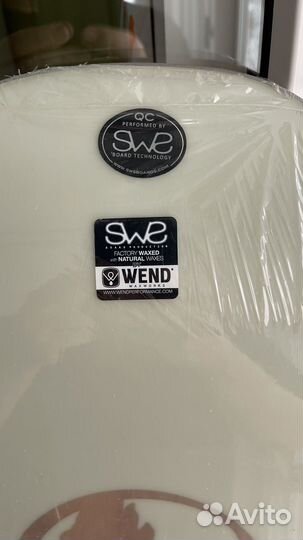 QC
PERFORMED BY
SWS
BOARD TECHNOLOGY
WWW.SWSBOARDS.COM
SWS
BOARD PRODUCTION
FACTORY WAXED
with NATURAL WAXES
from
WEND
WAXWORKS
WWW.WENDPERFORMANCE.COM
Avito